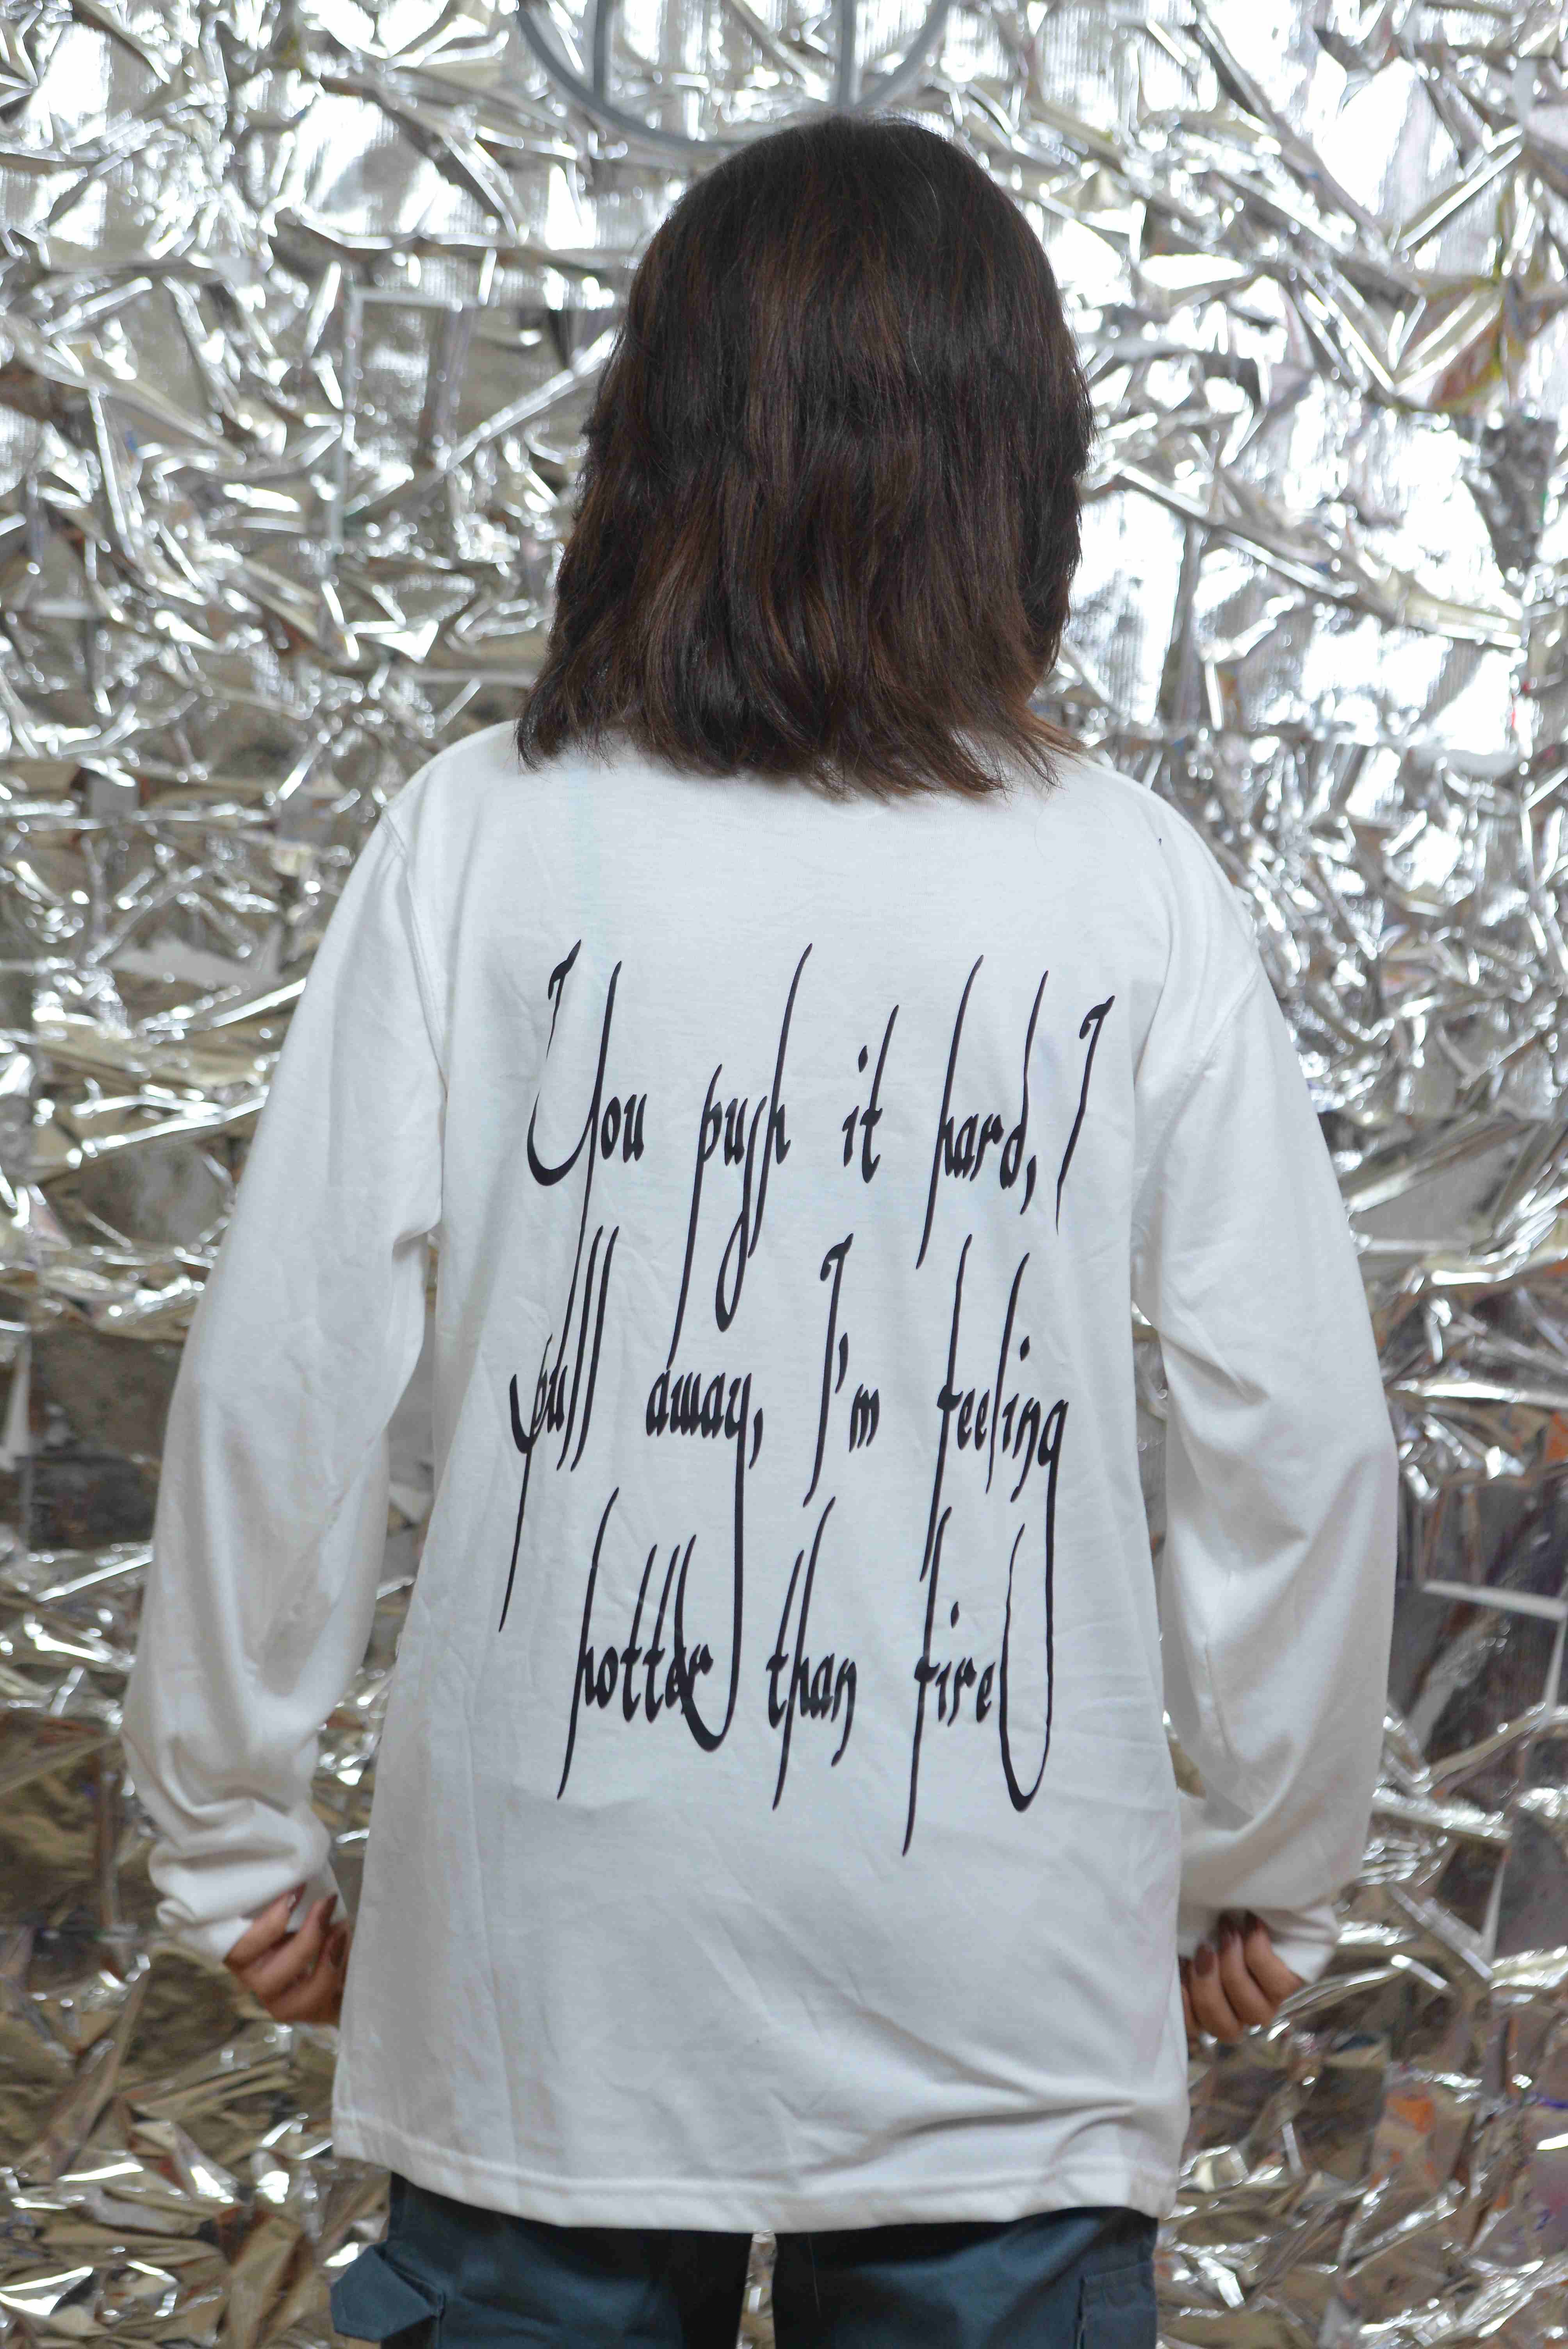 You push it hard, I
pull away, I'm feeling
hotter than fire